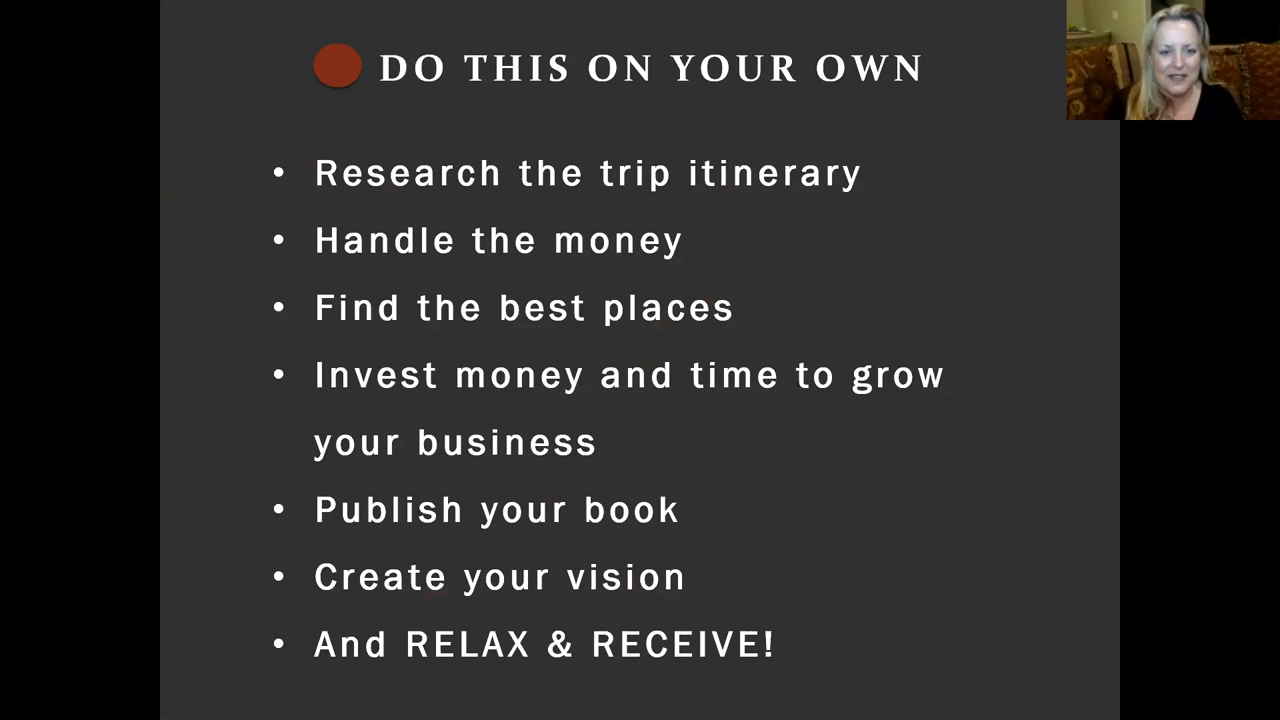 DO THIS ON YOUR OWN
• Research the trip itinerary
• Handle the money
• Find the best places
• Invest money and time to grow
your business
• Publish your book
• Create your vision
• And RELAX & RECEIVE!